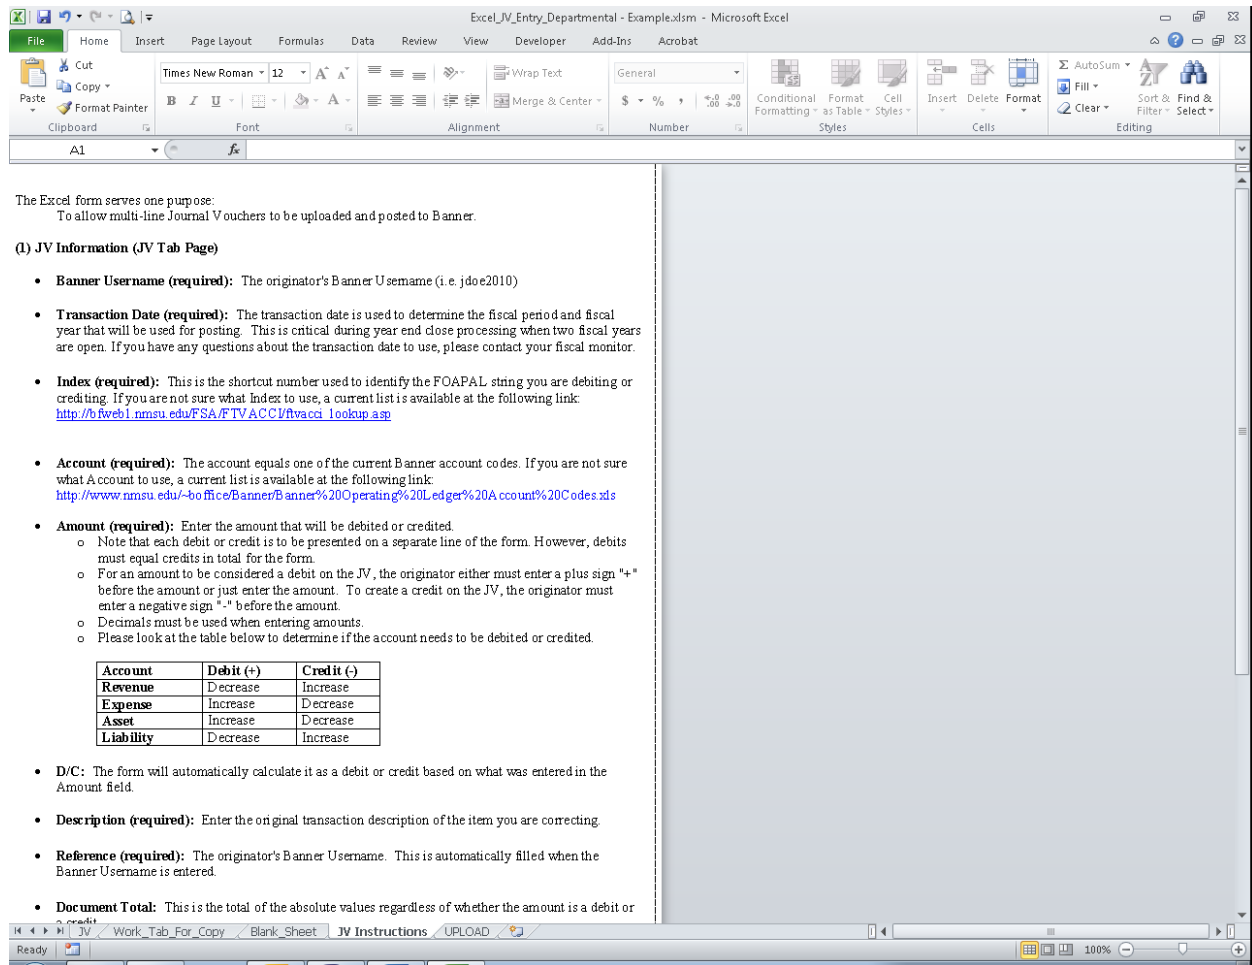 Excel_JV_Entry_Departmental - Example.xlsm - Microsoft Excel
File Home Insert Page Layout Formulas Data Review View Developer Add-Ins Acrobat
Paste
Cut
Copy
Format Painter
Clipboard
Times New Roman 12
B I U
Font
Wrap Text
Merge & Center
Alignment
General
$ % ,
Number
Conditional Formatting
Format as Table
Cell Styles
Styles
Insert Delete Format
Cells
Σ AutoSum
Fill
Clear
Sort & Filter
Find & Select
Editing
A1 fx
The Excel form serves one purpose:
To allow multi-line Journal Vouchers to be uploaded and posted to Banner.
(1) JV Information (JV Tab Page)
• Banner Username (required): The originator's Banner Username (i.e. jdoe2010)
• Transaction Date (required): The transaction date is used to determine the fiscal period and fiscal
year that will be used for posting. This is critical during year end close processing when two fiscal years
are open. If you have any questions about the transaction date to use, please contact your fiscal monitor.
• Index (required): This is the shortcut number used to identify the FOAPAL string you are debiting or
crediting. If you are not sure what Index to use, a current list is available at the following link:
http://bfweb1.nmsu.edu/FSA/FTVACCI/ftvacci_lookup.asp
• Account (required): The account equals one of the current Banner account codes. If you are not sure
what Account to use, a current list is available at the following link:
http://www.nmsu.edu/~boffice/Banner/Banner%20Operating%20Ledger%20Account%20Codes.xls
• Amount (required): Enter the amount that will be debited or credited.
o Note that each debit or credit is to be presented on a separate line of the form. However, debits
must equal credits in total for the form.
o For an amount to be considered a debit on the JV, the originator either must enter a plus sign "+"
before the amount or just enter the amount. To create a credit on the JV, the originator must
enter a negative sign "-" before the amount.
o Decimals must be used when entering amounts.
o Please look at the table below to determine if the account needs to be debited or credited.
Account Debit (+) Credit (-)
Revenue Decrease Increase
Expense Increase Decrease
Asset Increase Decrease
Liability Decrease Increase
• D/C: The form will automatically calculate it as a debit or credit based on what was entered in the
Amount field.
• Description (required): Enter the original transaction description of the item you are correcting.
• Reference (required): The originator's Banner Username. This is automatically filled when the
Banner Username is entered.
• Document Total: This is the total of the absolute values regardless of whether the amount is a debit or
a credit
JV Work_Tab_For_Copy Blank_Sheet JV Instructions UPLOAD
Ready 100%